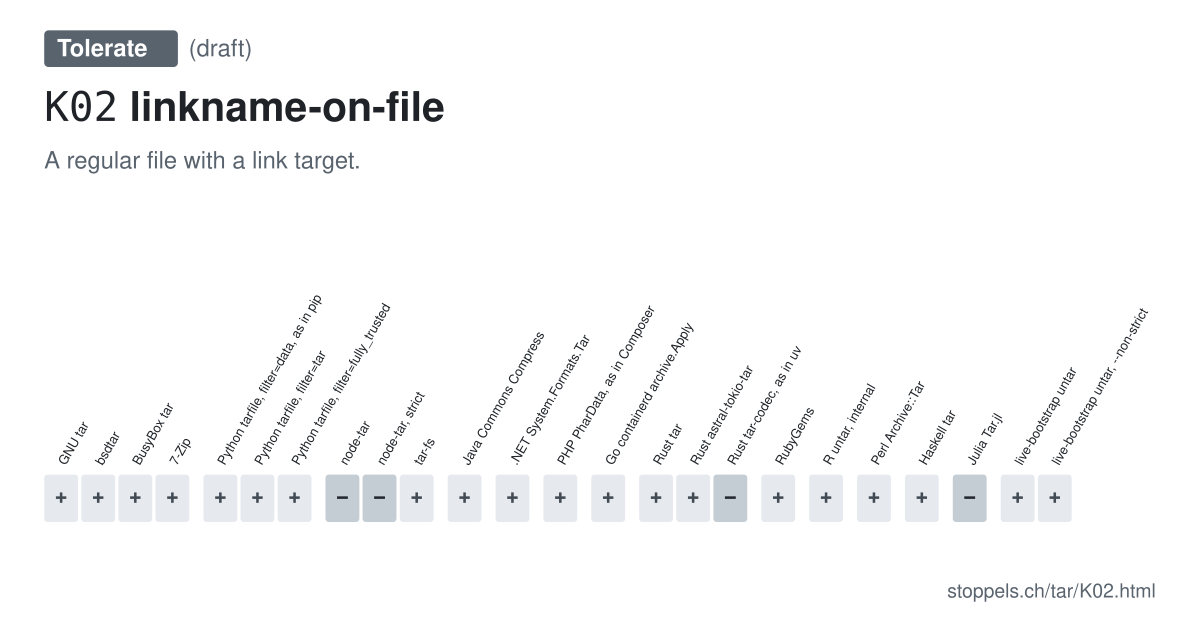 Tolerate (draft)
K02 linkname-on-file
A regular file with a link target.
GNU tar
bsdtar
BusyBox tar
7-Zip
Python tarfile, filter=data, as in pip
Python tarfile, filter=tar
Python tarfile, filter=fully_trusted
node-tar
node-tar, strict
tar-fs
Java Commons Compress
.NET System.Formats.Tar
PHP PharData, as in Composer
Go containerd archive.Apply
Rust tar
Rust astral-tokio-tar
Rust tar-codec, as in uv
RubyGems
R untar, internal
Perl Archive::Tar
Haskell tar
Julia Tar.jl
live-bootstrap untar
live-bootstrap untar, --non-strict
+ + + + + + + − − + + + + + + + − + + + + − + +
stoppels.ch/tar/K02.html